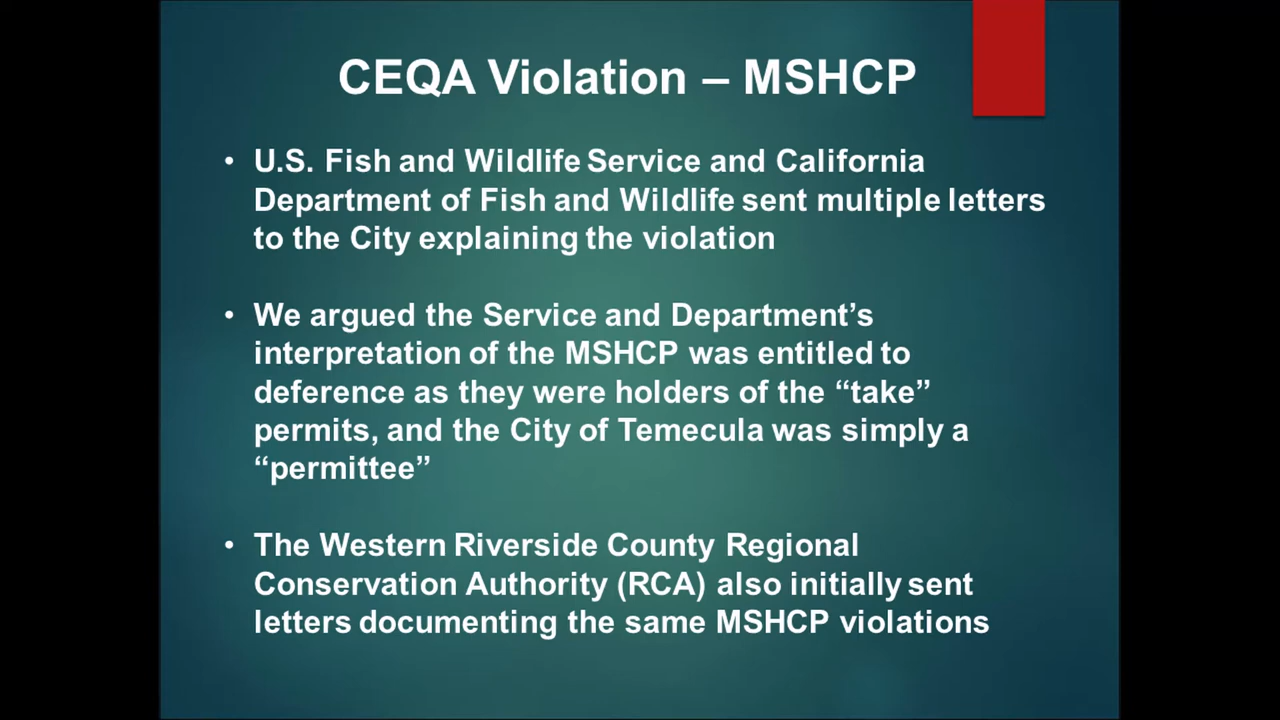 CEQA Violation – MSHCP
• U.S. Fish and Wildlife Service and California
Department of Fish and Wildlife sent multiple letters
to the City explaining the violation
• We argued the Service and Department’s
interpretation of the MSHCP was entitled to
deference as they were holders of the “take”
permits, and the City of Temecula was simply a
“permittee”
• The Western Riverside County Regional
Conservation Authority (RCA) also initially sent
letters documenting the same MSHCP violations